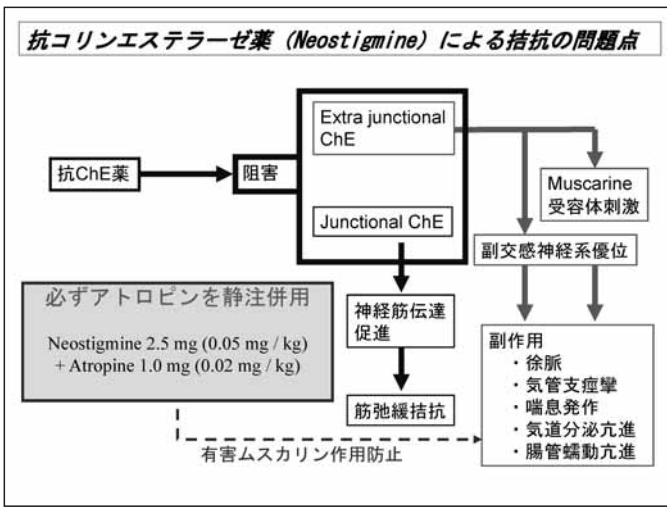 抗コリンエステラーゼ薬（Neostigmine）による拮抗の問題点
Extra junctional
ChE
抗ChE薬
阻害
Muscarine
受容体刺激
Junctional ChE
副交感神経系優位
必ずアトロピンを静注併用
Neostigmine 2.5 mg (0.05 mg / kg)
+ Atropine 1.0 mg (0.02 mg / kg)
神経筋伝達
促進
筋弛緩拮抗
副作用
・徐脈
・気管支痙攣
・喘息発作
・気道分泌亢進
・腸管蠕動亢進
有害ムスカリン作用防止